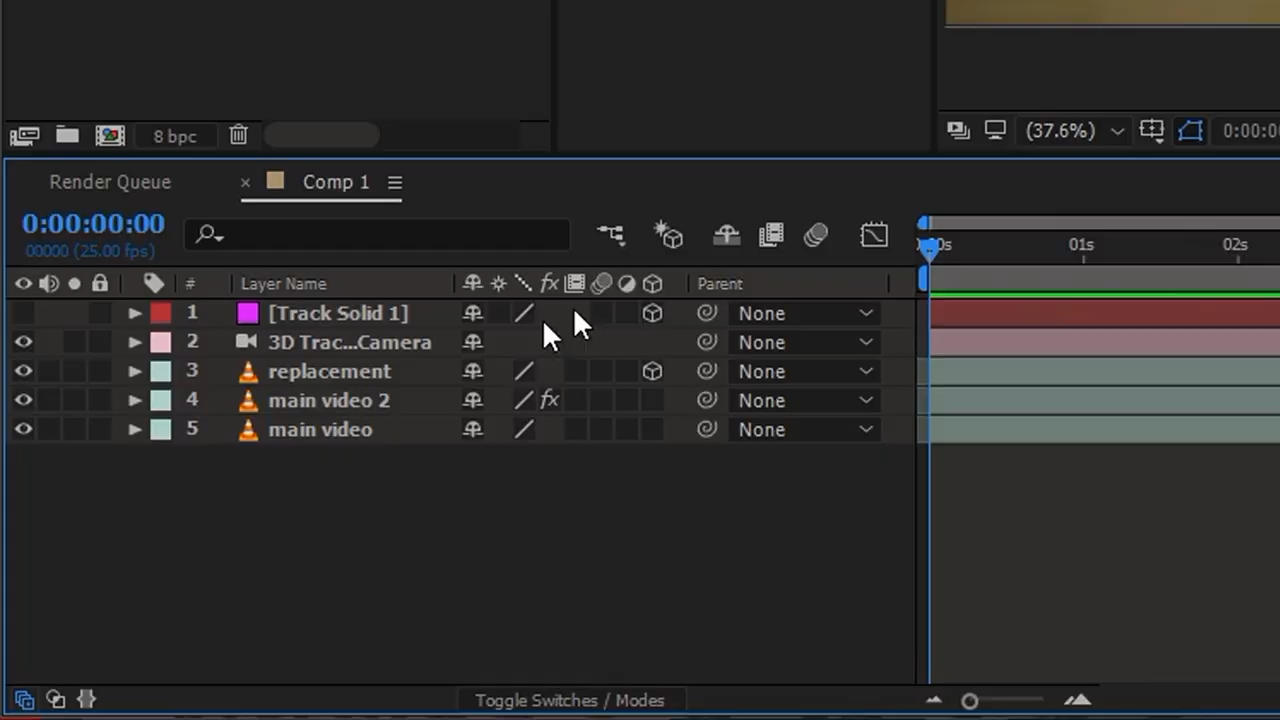 8 bpc
(37.6%)
0:00:0
Render Queue
× Comp 1
0:00:00:00
00000 (25.00 fps)
0s 01s 02s
# Layer Name fx Parent
1 [Track Solid 1] None
2 3D Trac...Camera None
3 replacement None
4 main video 2 fx None
5 main video None
Toggle Switches / Modes